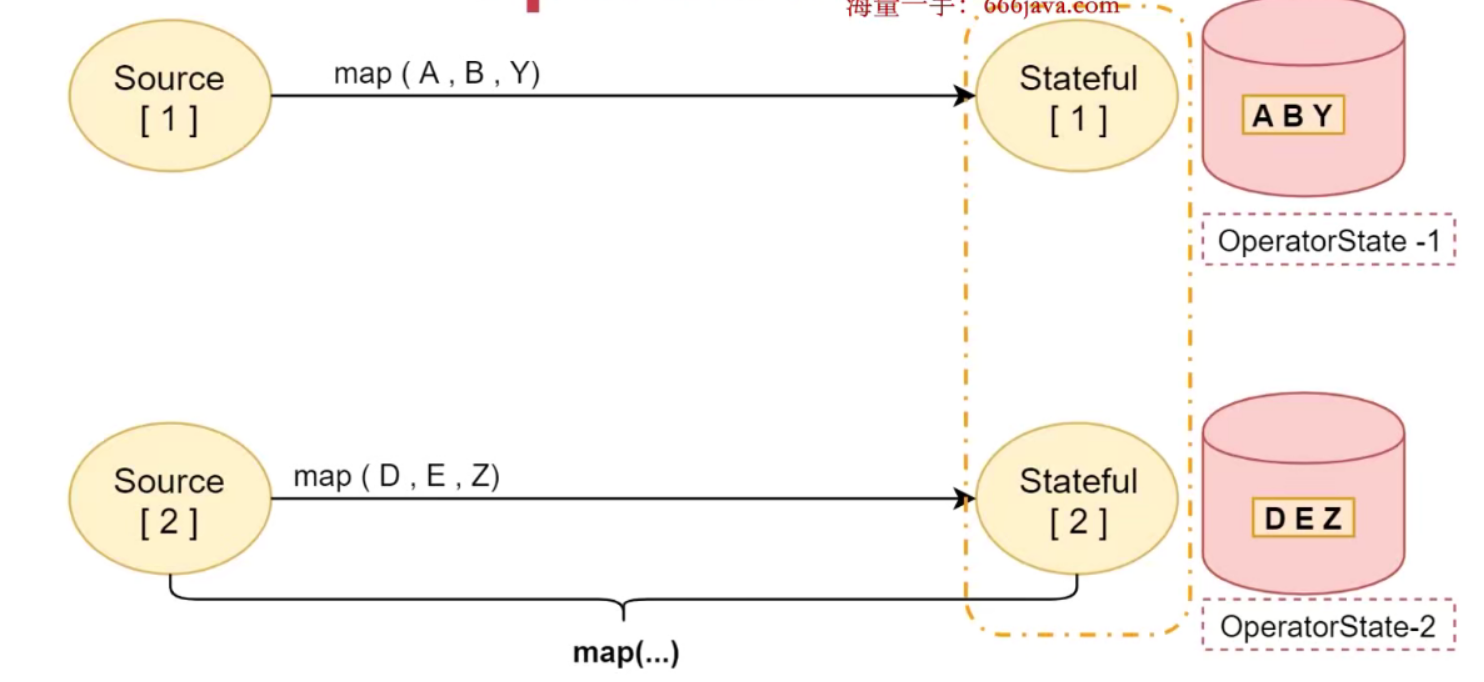 海量一手：666java.com
Source
[ 1 ]
map ( A , B , Y)
Stateful
[ 1 ]
A B Y
OperatorState -1
Source
[ 2 ]
map ( D , E , Z)
Stateful
[ 2 ]
D E Z
OperatorState-2
map(...)